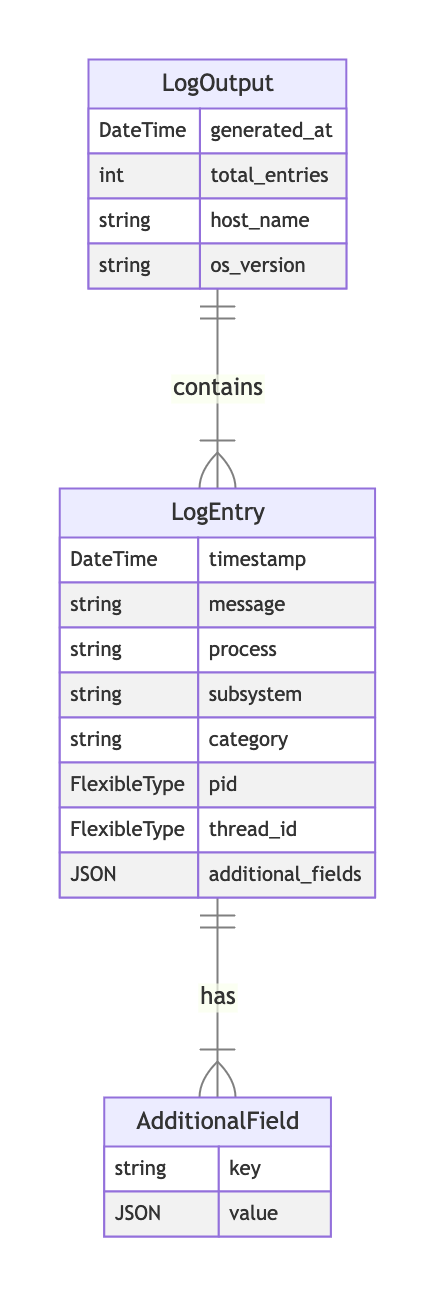 LogOutput
DateTime generated_at
int total_entries
string host_name
string os_version
contains
LogEntry
DateTime timestamp
string message
string process
string subsystem
string category
FlexibleType pid
FlexibleType thread_id
JSON additional_fields
has
AdditionalField
string key
JSON value